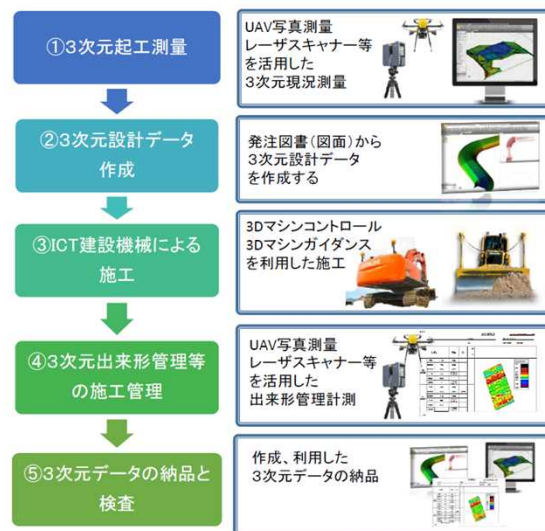 ①3次元起工測量
UAV写真測量
レーザスキャナー等
を活用した
3次元現況測量
②3次元設計データ
作成
発注図書(図面)から
3次元設計データ
を作成する
③ICT建設機械による
施工
3Dマシンコントロール
3Dマシンガイダンス
を利用した施工
④3次元出来形管理等
の施工管理
UAV写真測量
レーザスキャナー等
を活用した
出来形管理計測
⑤3次元データの納品と
検査
作成、利用した
3次元データの納品